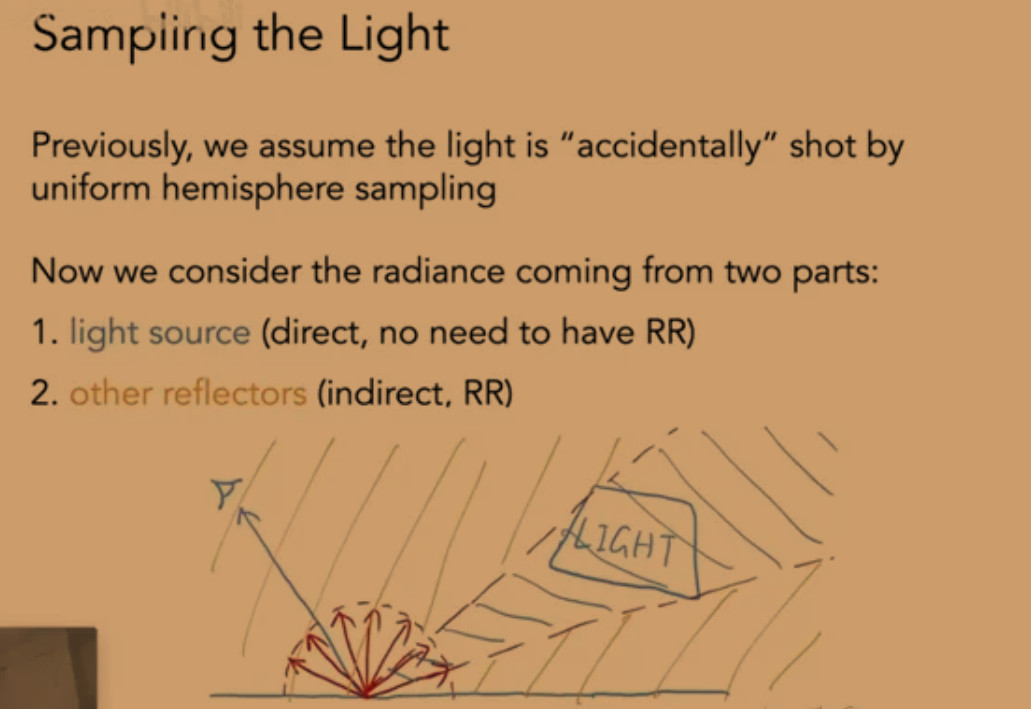 Sampling the Light
Previously, we assume the light is “accidentally” shot by
uniform hemisphere sampling
Now we consider the radiance coming from two parts:
1. light source (direct, no need to have RR)
2. other reflectors (indirect, RR)
LIGHT